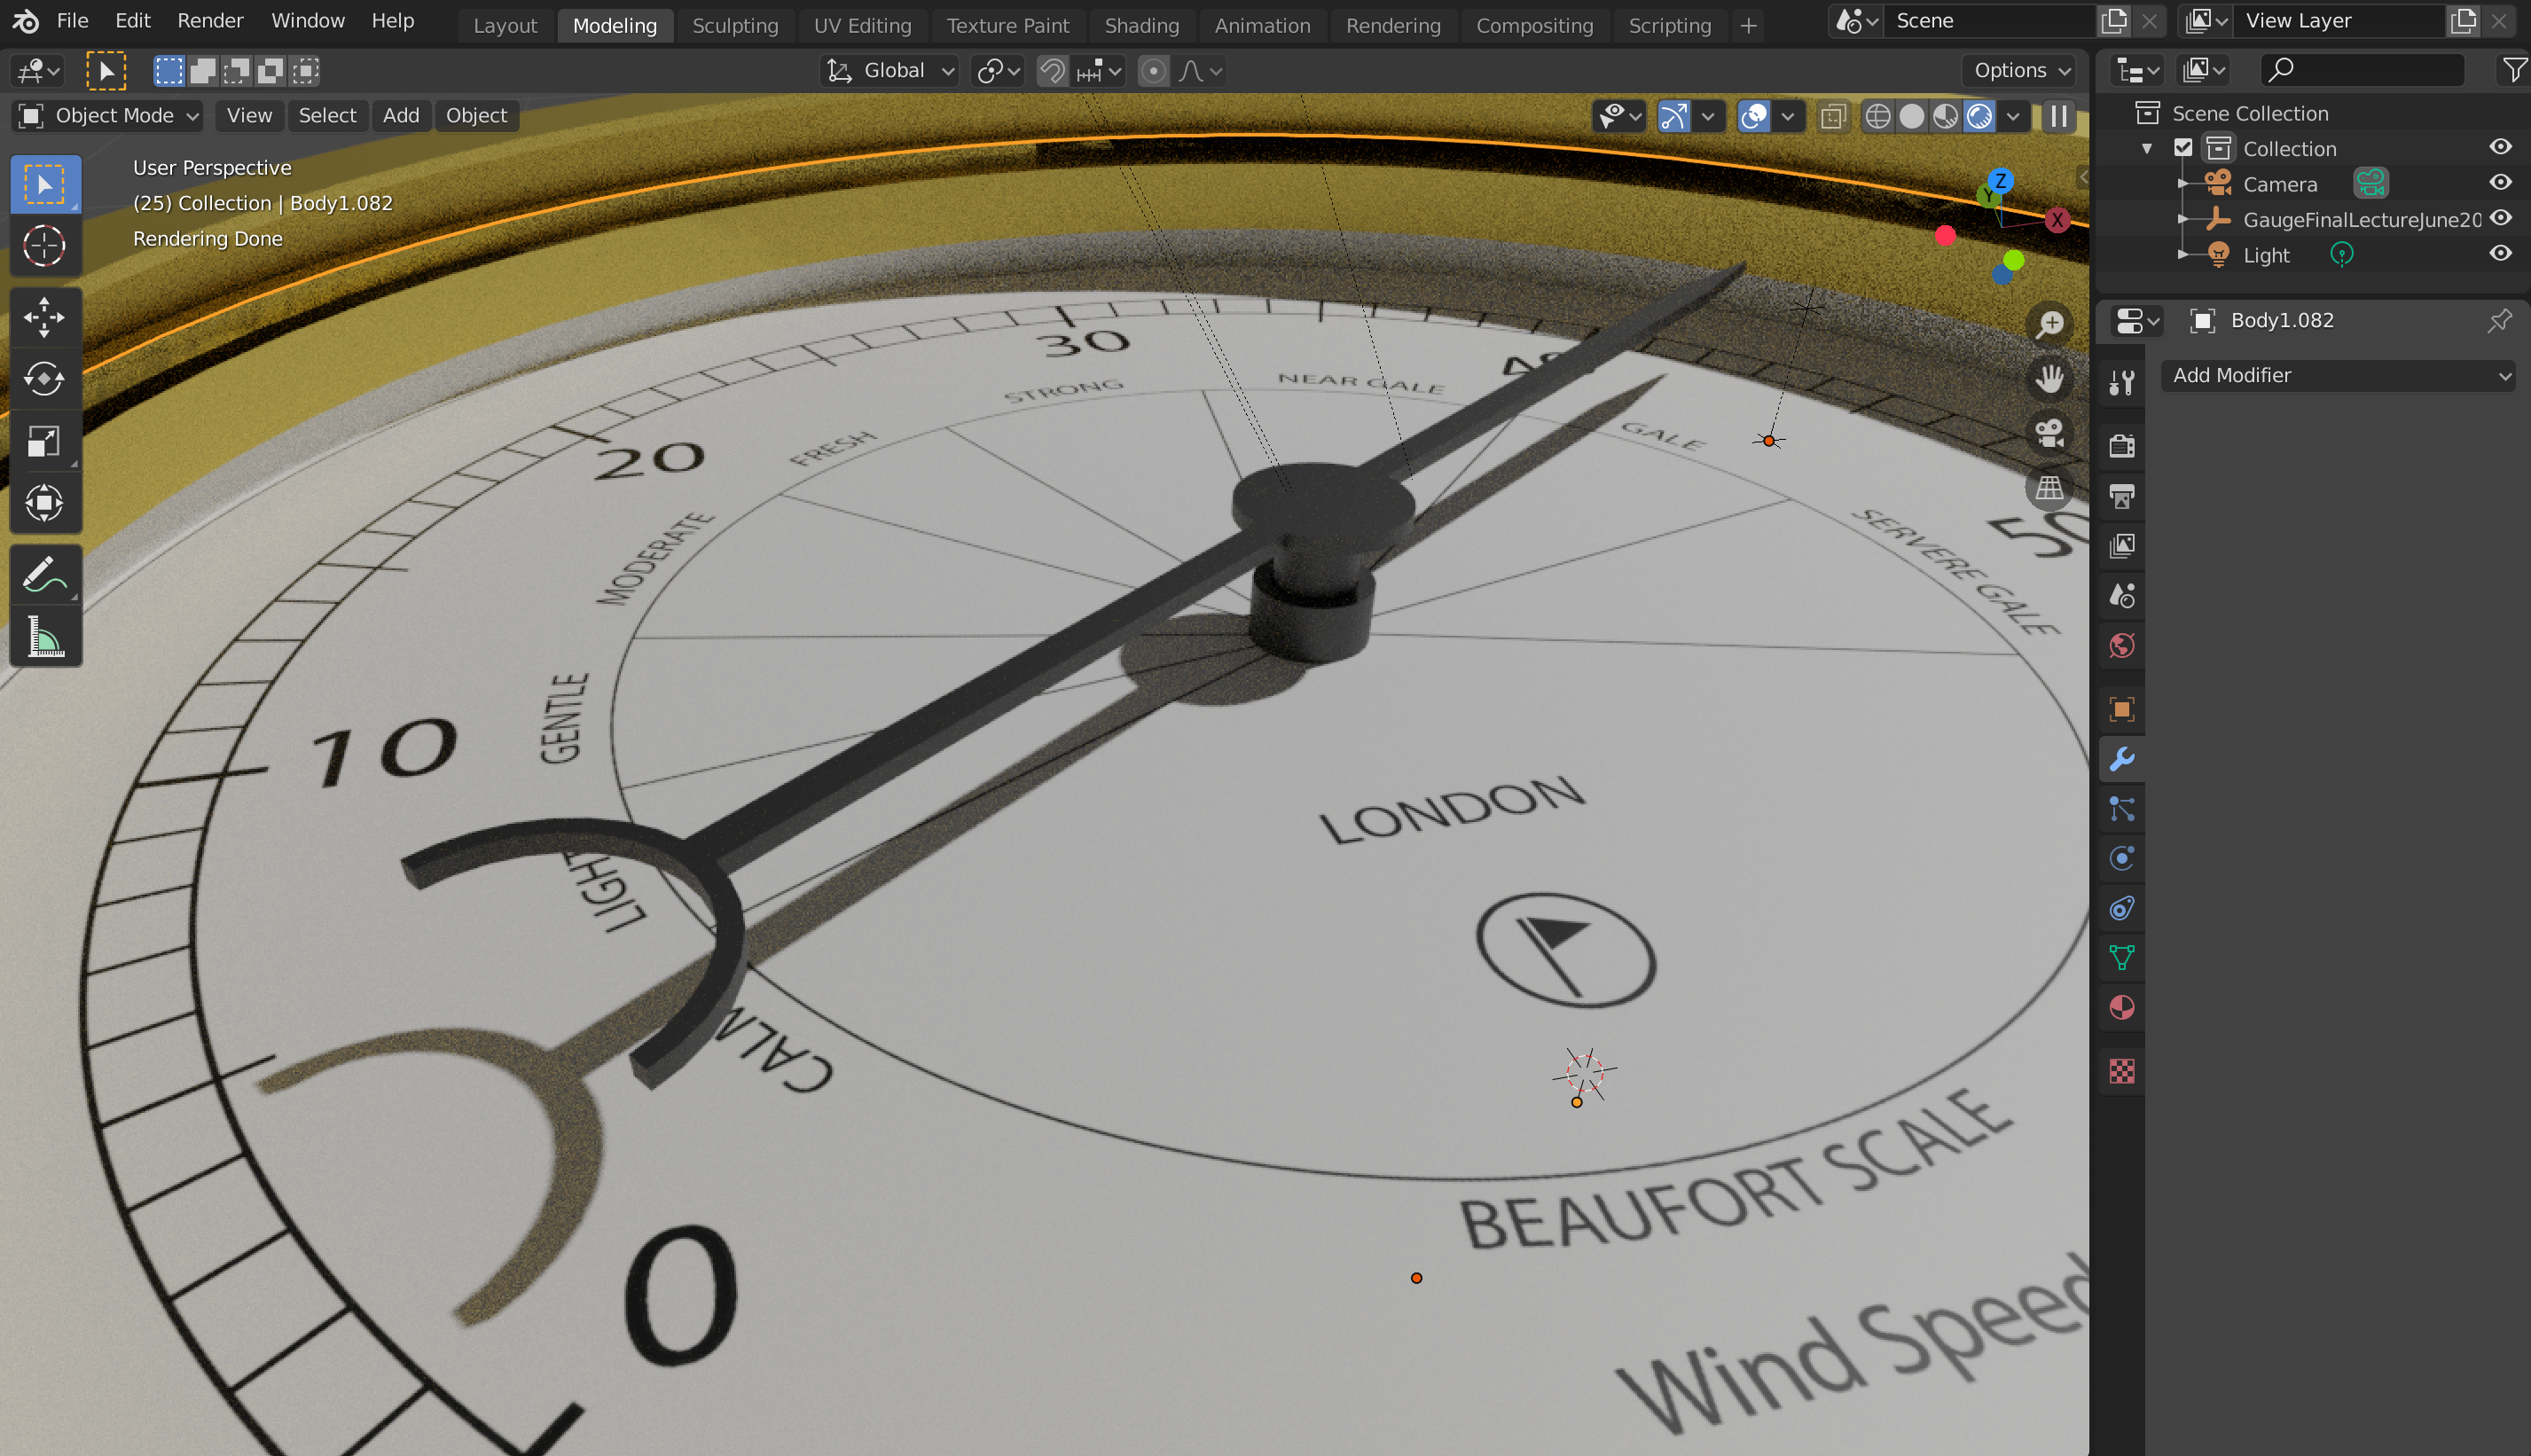 File Edit Render Window Help
Layout Modeling Sculpting UV Editing Texture Paint Shading Animation Rendering Compositing Scripting +
Scene
View Layer
Global
Options
Object Mode View Select Add Object
User Perspective
(25) Collection | Body1.082
Rendering Done
Z
Y
X
Scene Collection
Collection
Camera
GaugeFinalLectureJune20
Light
Body1.082
Add Modifier
30
20
10
0
50
STRONG
NEAR GALE
GALE
FRESH
MODERATE
SERVERE GALE
GENTLE
LIGHT
CALM
LONDON
BEAUFORT SCALE
Wind Speed